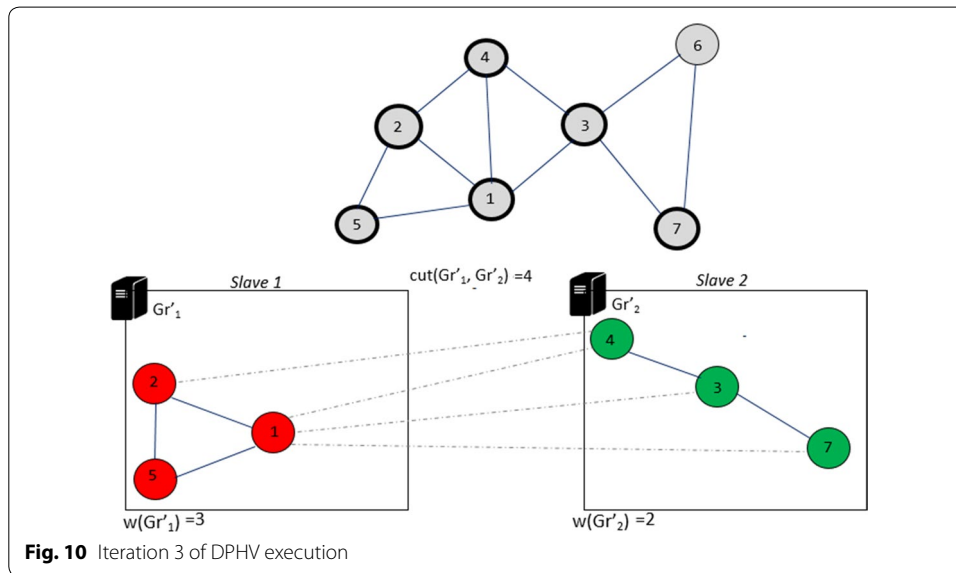 4
6
2
3
1
5
7
Slave 1
cut(Gr'₁, Gr'₂) =4
Slave 2
Gr'₁
Gr'₂
4
2
3
1
7
5
w(Gr'₁) =3
w(Gr'₂) =2
Fig. 10 Iteration 3 of DPHV execution